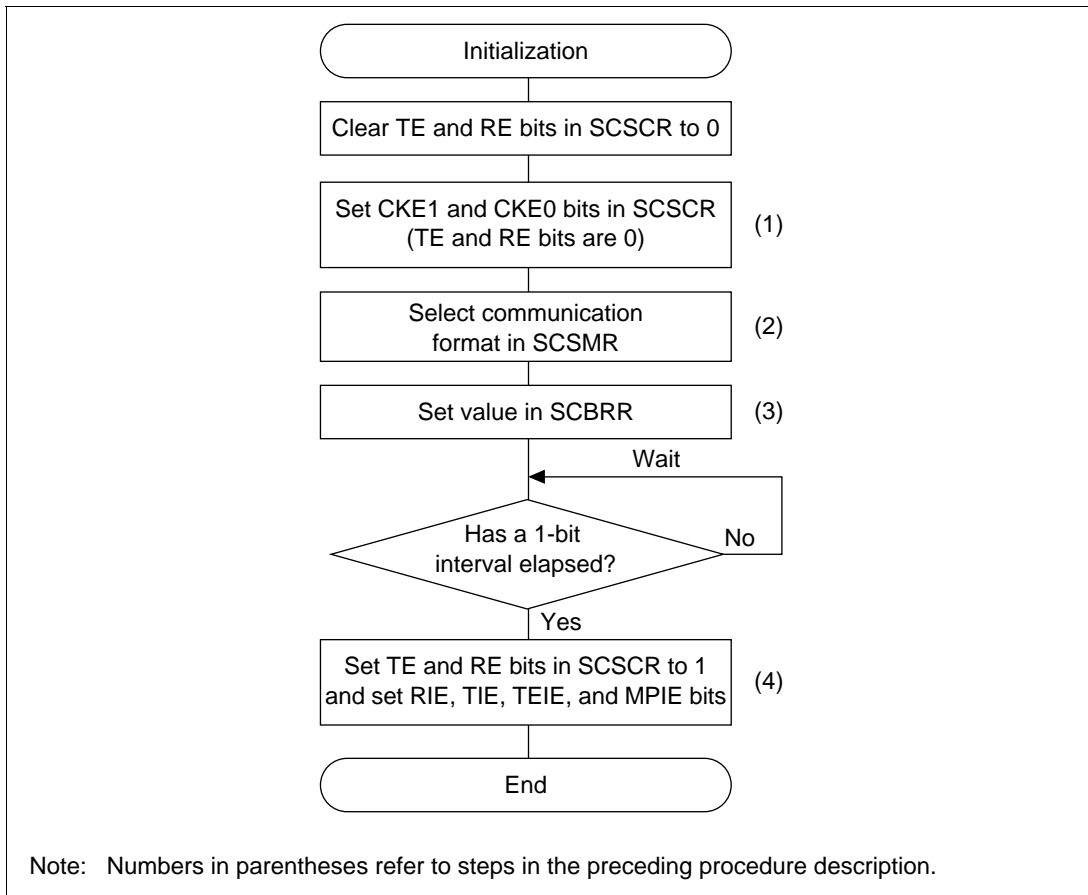 Initialization
Clear TE and RE bits in SCSCR to 0
Set CKE1 and CKE0 bits in SCSCR
(TE and RE bits are 0)
(1)
Select communication
format in SCSMR
(2)
Set value in SCBRR
(3)
Wait
Has a 1-bit
interval elapsed?
No
Yes
Set TE and RE bits in SCSCR to 1
and set RIE, TIE, TEIE, and MPIE bits
(4)
End
Note: Numbers in parentheses refer to steps in the preceding procedure description.